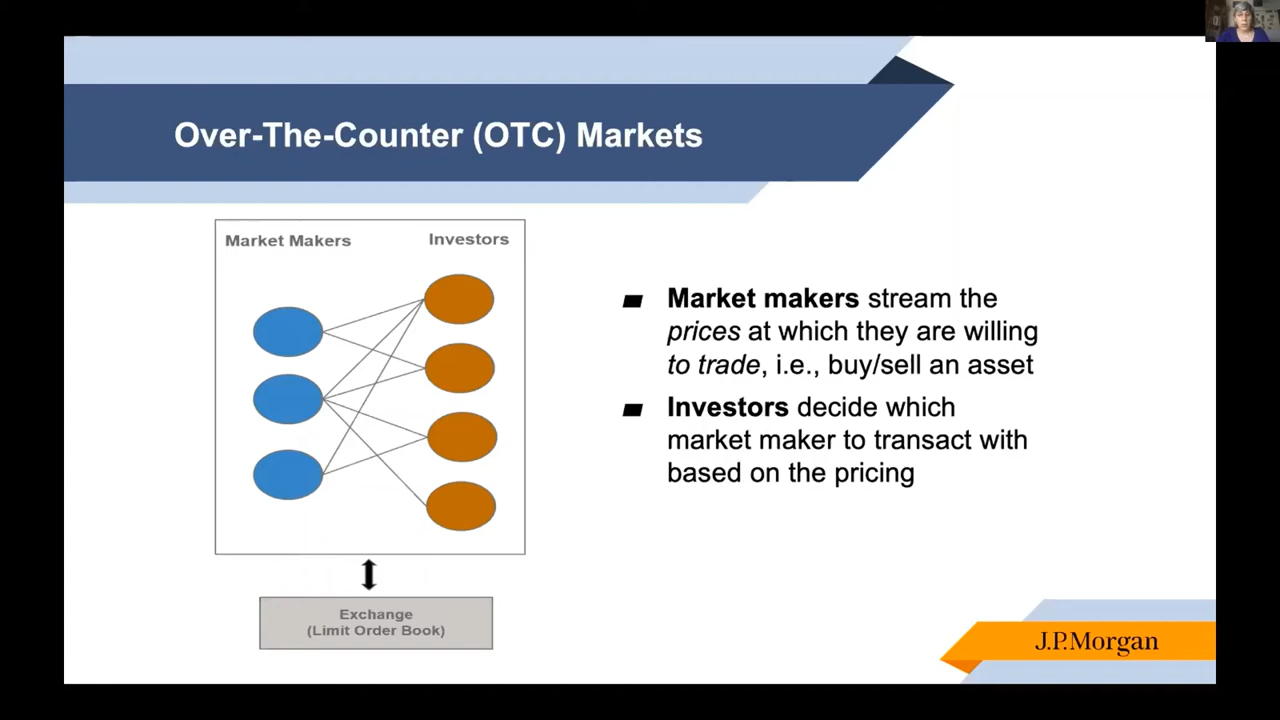 Over-The-Counter (OTC) Markets
Market Makers
Investors
Exchange
(Limit Order Book)
Market makers stream the
prices at which they are willing
to trade, i.e., buy/sell an asset
Investors decide which
market maker to transact with
based on the pricing
J.P.Morgan